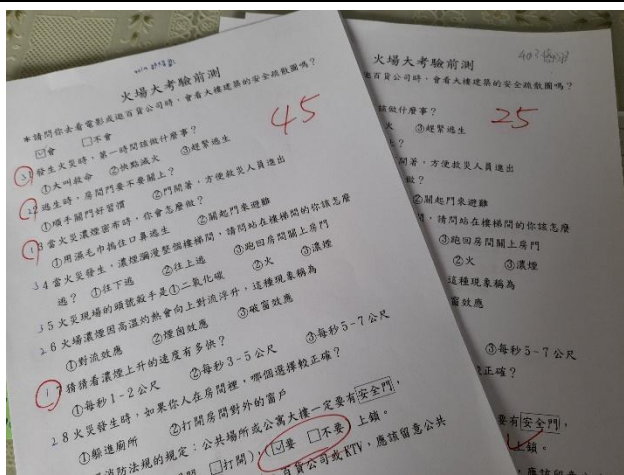 火場大考驗前測
45
*請問你去看電影或逛百貨公司時，會看大樓建築的安全疏散圖嗎？
☑會 □不會
3 1 發生火災時，第一時間該做什麼事？
①大叫救命 ②快點滅火 ③趕緊逃生
2 2 逃生時，房間門要不要關上？
①順手關門好習慣 ②門開著，方便救災人員進出
1 3 當火災濃煙密布時，你會怎麼做？
①用濕毛巾摀住口鼻逃生 ②關起門來避難
3 4 當火災發生，濃煙瀰漫整個樓梯間，請問站在樓梯間的你該怎麼
逃？ ①往下逃 ②往上逃 ③跑回房間關上房門
3 5 火災現場的頭號殺手是①二氧化碳 ②火 ③濃煙
2 6 火場濃煙因高溫灼熱會向上對流浮升，這種現象稱為
①對流效應 ②煙囪效應 ③破窗效應
1 7 猜猜看濃煙上升的速度有多快？
①每秒1-2公尺 ②每秒3-5公尺 ③每秒5-7公尺
2 8 火災發生時，如果你人在房間裡，哪個選擇較正確？
①躲進廁所 ②打開房間對外的窗戶
消防法規的規定：公共場所或公寓大樓一定要有安全門，
□打開），（☑要 □不要）上鎖。
百貨公司或KTV，應該留意公共
火場大考驗前測
25
逛百貨公司時，會看大樓建築的安全疏散圖嗎？
該做什麼事？
火 ③趕緊逃生
上？
開著，方便救災人員進出
做？
②關起門來避難
間，請問站在樓梯間的你該怎麼
③跑回房間關上房門
②火 ③濃煙
這種現象稱為
窗效應
③每秒5-7公尺
正確？
要有安全門，
上鎖。